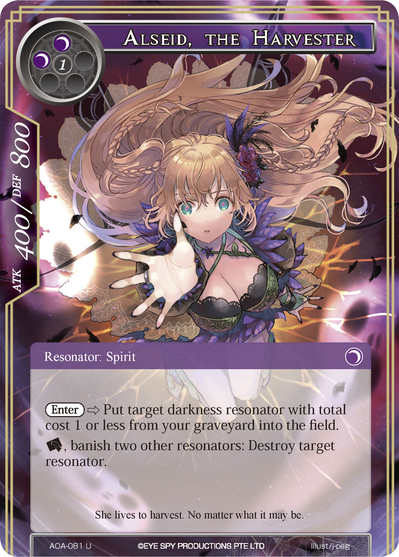 ALSEID, THE HARVESTER
1
ATK 400/DEF 800
Resonator: Spirit
Enter ⇨ Put target darkness resonator with total
cost 1 or less from your graveyard into the field.
, banish two other resonators: Destroy target
resonator.
She lives to harvest. No matter what it may be.
AOA-081 U
©EYE SPY PRODUCTIONS PTE LTD
Illust/j-peg